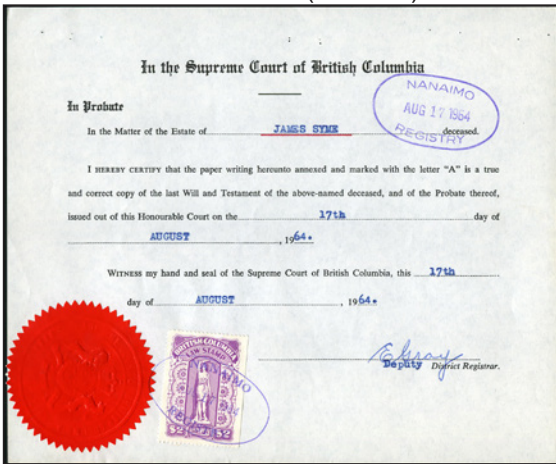 In the Supreme Court of British Columbia
NANAIMO
AUG 17 1964
REGISTRY
In Probate
In the Matter of the Estate of JAMES SYME deceased.
I HEREBY CERTIFY that the paper writing hereunto annexed and marked with the letter "A" is a true
and correct copy of the last Will and Testament of the above-named deceased, and of the Probate thereof,
issued out of this Honourable Court on the 17th day of
AUGUST , 1964.
WITNESS my hand and seal of the Supreme Court of British Columbia, this 17th
day of AUGUST , 1964.
E Gray
Deputy District Registrar.
BRITISH COLUMBIA
LAW STAMP
NANAIMO
$2 $2